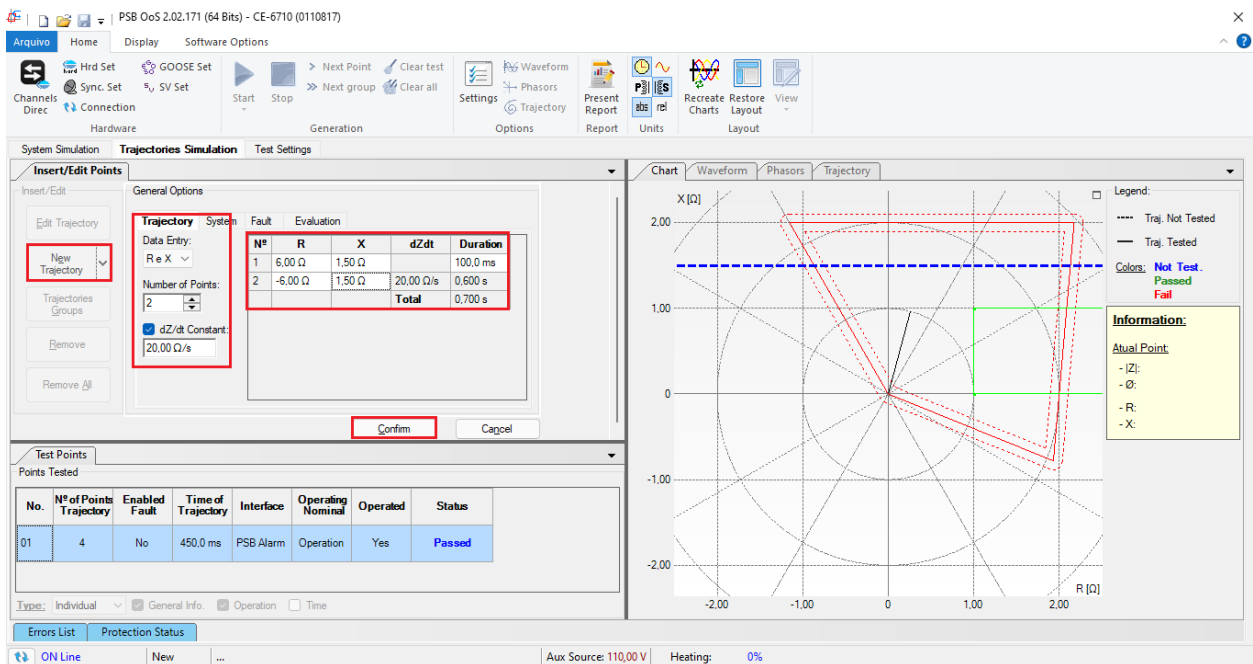 PSB OoS 2.02.171 (64 Bits) - CE-6710 (0110817)
Arquivo Home Display Software Options
Hrd Set GOOSE Set Next Point Clear test Waveform
Sync. Set SV Set Next group Clear all Phasors
Channels Direc Connection Start Stop Settings Trajectory Present Report abs rel Recreate Charts Restore Layout View
Hardware Generation Options Report Units Layout
System Simulation Trajectories Simulation Test Settings
Insert/Edit Points
Insert/Edit General Options
Edit Trajectory
New Trajectory
Trajectories Groups
Remove
Remove All
Trajectory System Fault Evaluation
Data Entry:
R e X
Number of Points:
2
dZ/dt Constant:
20,00 Ω/s
Nº R X dZdt Duration
1 6,00 Ω 1,50 Ω 100,0 ms
2 -6,00 Ω 1,50 Ω 20,00 Ω/s 0,600 s
Total 0,700 s
Confirm Cancel
Test Points
Points Tested
No. Nº of Points Trajectory Enabled Fault Time of Trajectory Interface Operating Nominal Operated Status
01 4 No 450,0 ms PSB Alarm Operation Yes Passed
Type: Individual General Info. Operation Time
Chart Waveform Phasors Trajectory
X [Ω]
2,00
1,00
0
-1,00
-2,00
-2,00 -1,00 0 1,00 2,00
R [Ω]
Legend:
Traj. Not Tested
Traj. Tested
Colors: Not Test.
Passed
Fail
Information:
Atual Point:
- |Z|:
- Ø:
- R:
- X:
Errors List Protection Status
ON Line New ... Aux Source: 110,00 V Heating: 0%